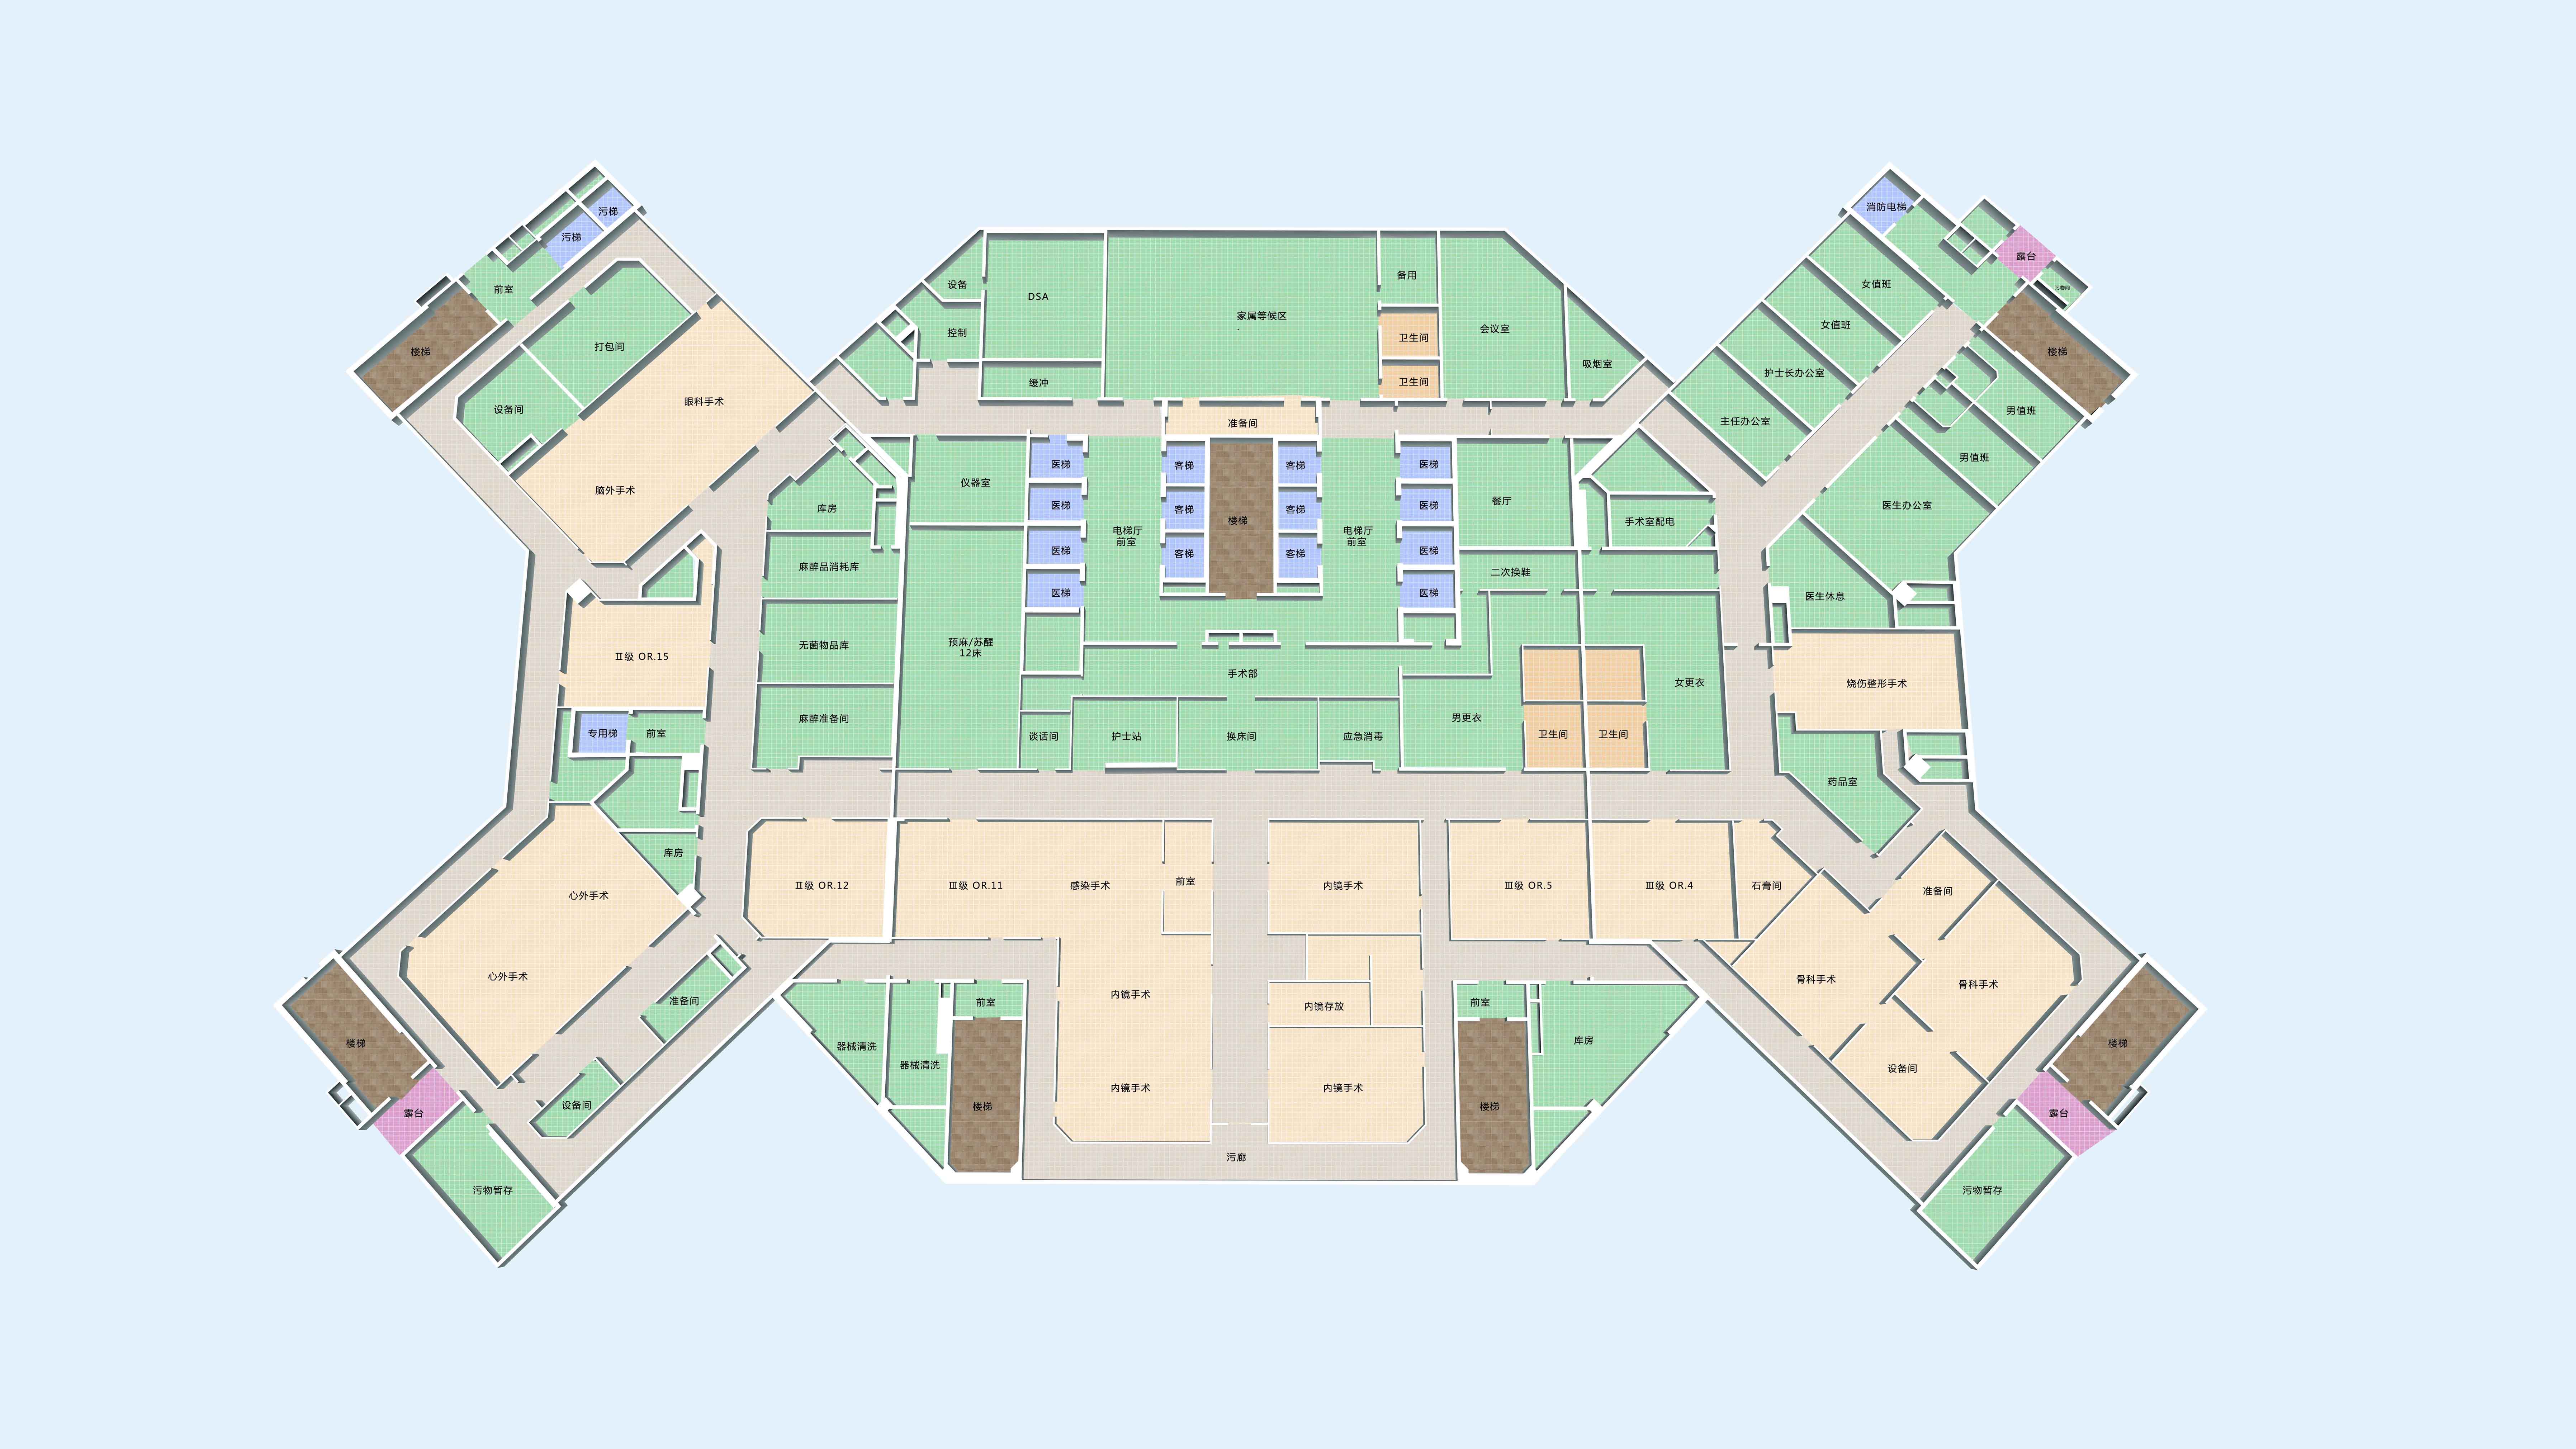 污梯
消防电梯
污梯
露台
前室
女值班
污物间
设备
DSA
备用
家属等候区
女值班
控制
会议室
卫生间
打包间
楼梯
楼梯
吸烟室
护士长办公室
缓冲
卫生间
眼科手术
设备间
男值班
准备间
主任办公室
男值班
医梯
客梯
客梯
医梯
仪器室
脑外手术
餐厅
医生办公室
医梯
客梯
客梯
医梯
库房
楼梯
手术室配电
电梯厅
前室
电梯厅
前室
医梯
客梯
客梯
医梯
麻醉品消耗库
二次换鞋
医梯
医梯
医生休息
无菌物品库
预麻/苏醒
12床
II级 OR.15
手术部
女更衣
烧伤整形手术
麻醉准备间
男更衣
专用梯
前室
谈话间
护士站
换床间
应急消毒
卫生间
卫生间
药品室
库房
心外手术
II级 OR.12
III级 OR.11
感染手术
前室
内镜手术
III级 OR.5
III级 OR.4
石膏间
准备间
心外手术
骨科手术
骨科手术
准备间
前室
内镜手术
内镜存放
前室
楼梯
器械清洗
库房
楼梯
器械清洗
设备间
内镜手术
内镜手术
设备间
楼梯
楼梯
露台
露台
污廊
污物暂存
污物暂存